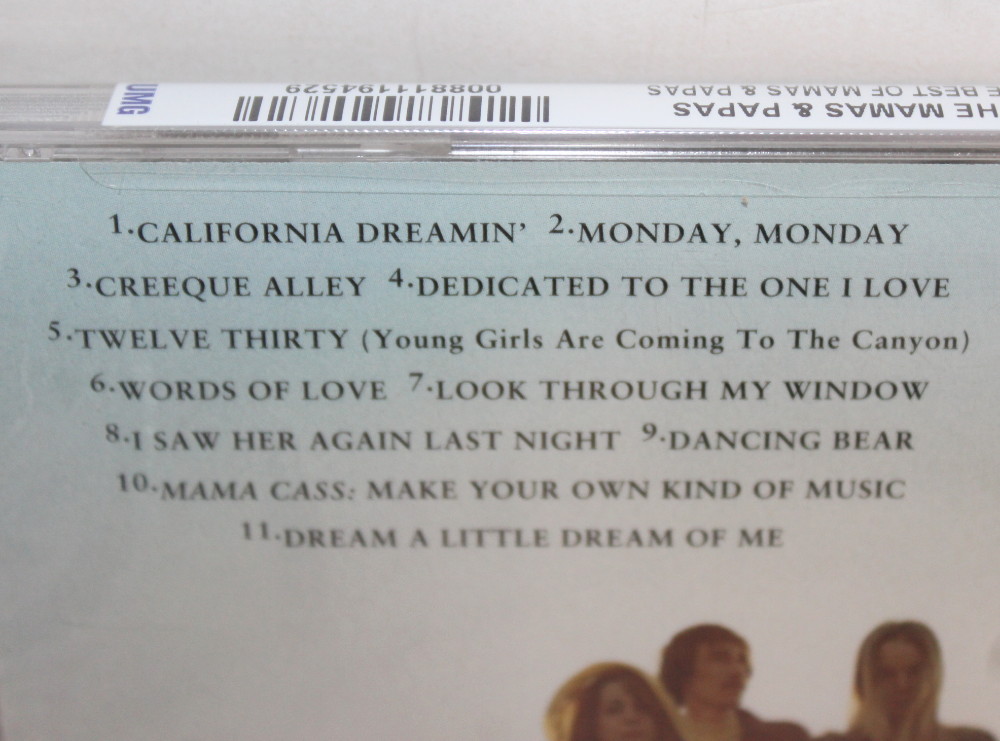 UMG
008811194529
HE MAMAS & PAPAS
E BEST OF MAMAS & PAPAS
1.CALIFORNIA DREAMIN' 2.MONDAY, MONDAY
3.CREEQUE ALLEY 4.DEDICATED TO THE ONE I LOVE
5.TWELVE THIRTY (Young Girls Are Coming To The Canyon)
6.WORDS OF LOVE 7.LOOK THROUGH MY WINDOW
8.I SAW HER AGAIN LAST NIGHT 9.DANCING BEAR
10.MAMA CASS: MAKE YOUR OWN KIND OF MUSIC
11.DREAM A LITTLE DREAM OF ME